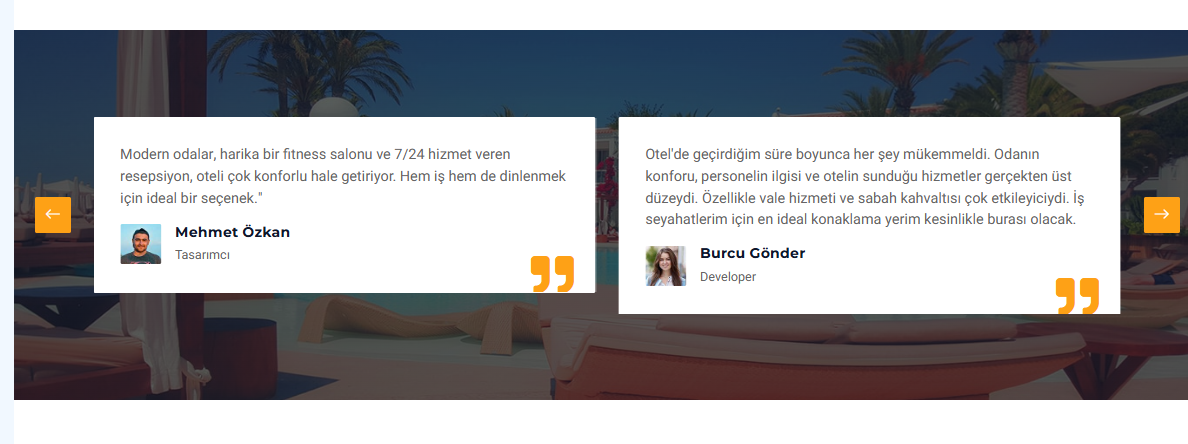 Modern odalar, harika bir fitness salonu ve 7/24 hizmet veren
resepsiyon, oteli çok konforlu hale getiriyor. Hem iş hem de dinlenmek
için ideal bir seçenek."
Mehmet Özkan
Tasarımcı
Otel'de geçirdiğim süre boyunca her şey mükemmeldi. Odanın
konforu, personelin ilgisi ve otelin sunduğu hizmetler gerçekten üst
düzeydi. Özellikle vale hizmeti ve sabah kahvaltısı çok etkileyiciydi. İş
seyahatlerim için en ideal konaklama yerim kesinlikle burası olacak.
Burcu Gönder
Developer